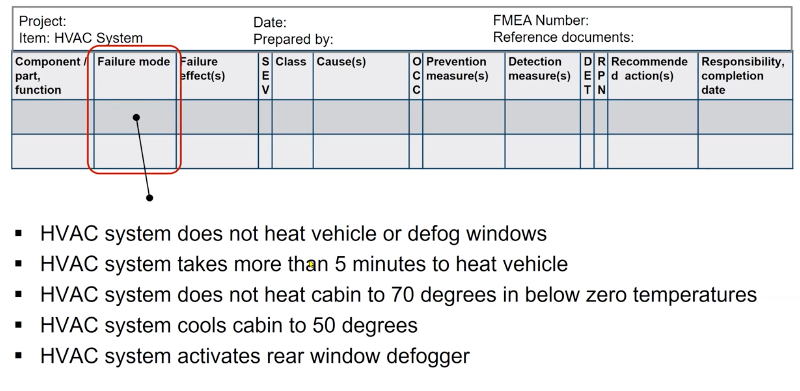 Project: Date: FMEA Number:
Item: HVAC System Prepared by: Reference documents:
Component / Failure mode Failure S Class Cause(s) O Prevention Detection D R Recommende Responsibility,
part, effect(s) E C measure(s) measure(s) E P d action(s) completion
function V C T N date
▪ HVAC system does not heat vehicle or defog windows
▪ HVAC system takes more than 5 minutes to heat vehicle
▪ HVAC system does not heat cabin to 70 degrees in below zero temperatures
▪ HVAC system cools cabin to 50 degrees
▪ HVAC system activates rear window defogger